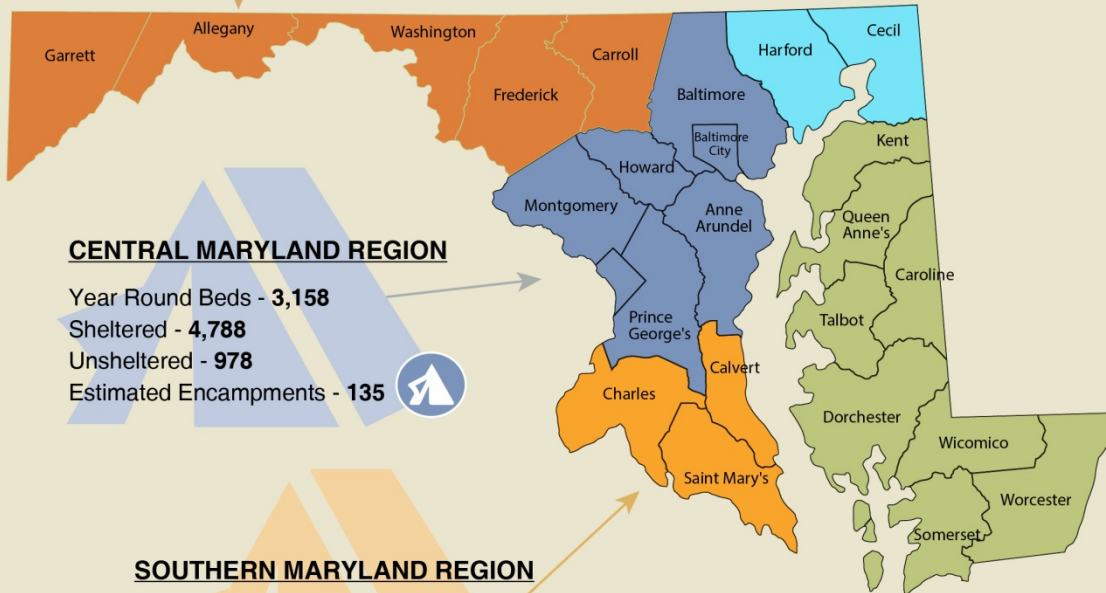 Garrett
Allegany
Washington
Frederick
Carroll
Baltimore
Baltimore
City
Harford
Cecil
Kent
Howard
Montgomery
Anne
Arundel
Queen
Anne's
Caroline
Talbot
Prince
George's
Calvert
Charles
Dorchester
Wicomico
Saint Mary's
Worcester
Somerset
CENTRAL MARYLAND REGION
Year Round Beds - 3,158
Sheltered - 4,788
Unsheltered - 978
Estimated Encampments - 135
SOUTHERN MARYLAND REGION